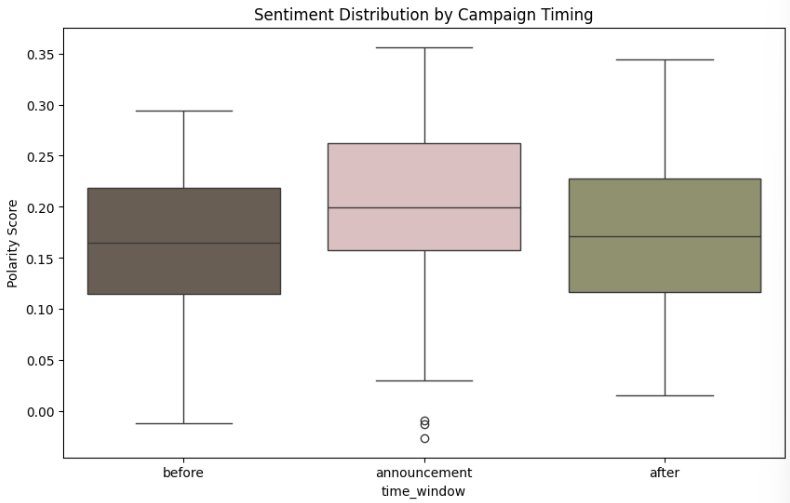 Sentiment Distribution by Campaign Timing
0.35
0.30
0.25
0.20
0.15
0.10
0.05
0.00
Polarity Score
before announcement after
time_window